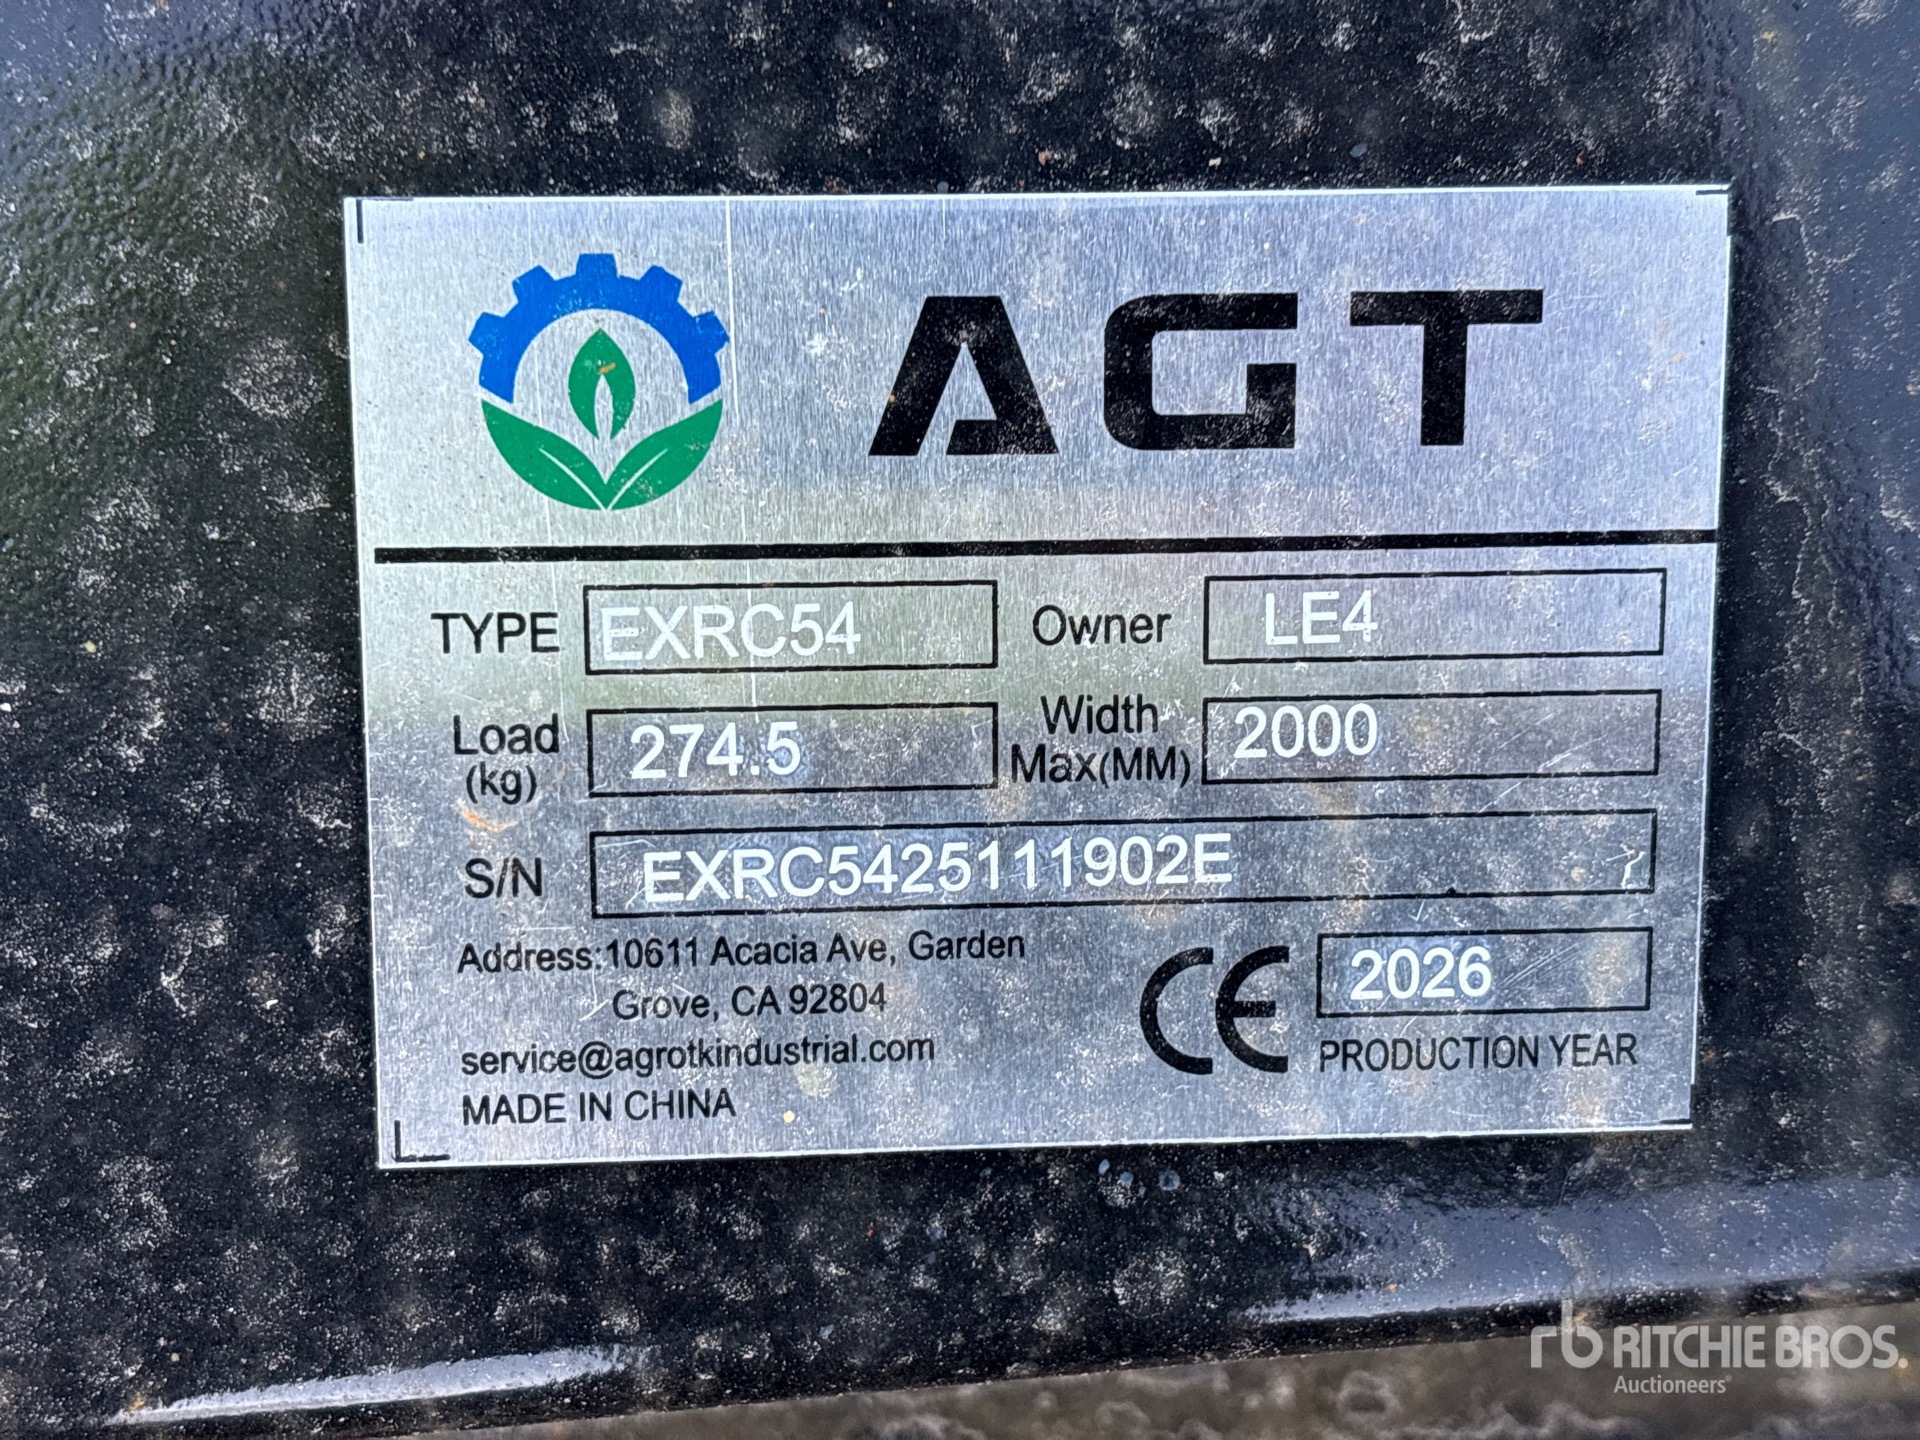 AGT
TYPE EXRC54 Owner LE4
Load (kg) 274.5 Width Max(MM) 2000
S/N EXRC5425111902E
Address:10611 Acacia Ave, Garden
Grove, CA 92804
service@agrotkindustrial.com
MADE IN CHINA
CE 2026
PRODUCTION YEAR
rb RITCHIE BROS.
Auctioneers